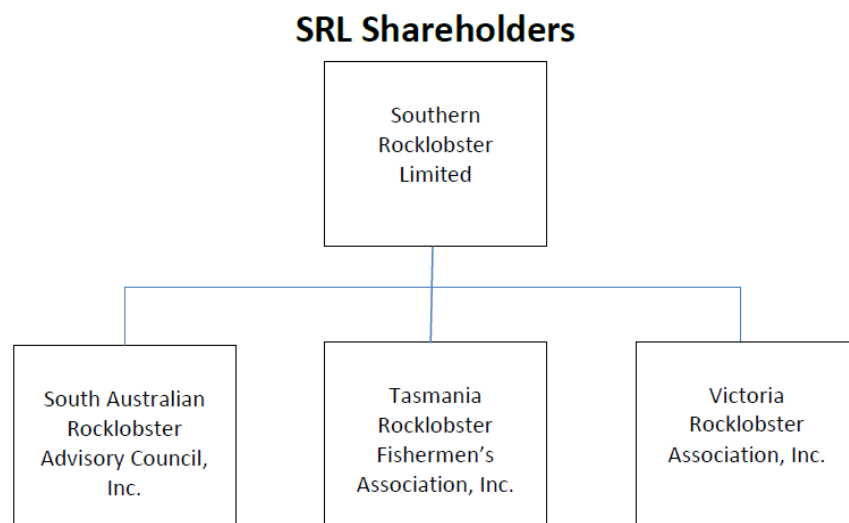 SRL Shareholders
Southern
Rocklobster
Limited
South Australian
Rocklobster
Advisory Council,
Inc.
Tasmania
Rocklobster
Fishermen’s
Association, Inc.
Victoria
Rocklobster
Association, Inc.